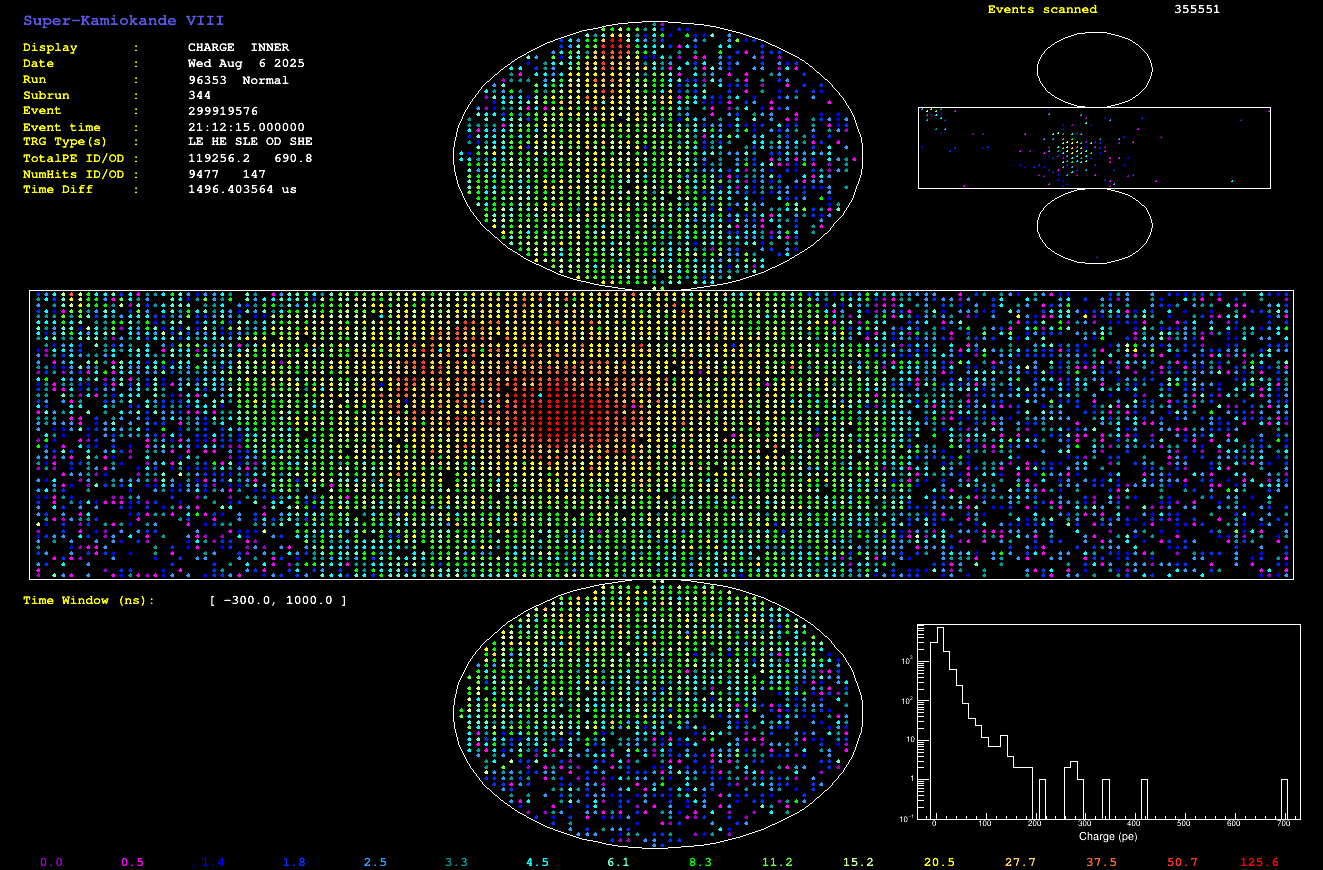 Super-Kamiokande VIII
Display : CHARGE INNER
Date : Wed Aug 6 2025
Run : 96353 Normal
Subrun : 344
Event : 299919576
Event time : 21:12:15.000000
TRG Type(s) : LE HE SLE OD SHE
TotalPE ID/OD : 119256.2 690.8
NumHits ID/OD : 9477 147
Time Diff : 1496.403564 us
Events scanned 355551
Time Window (ns): [ -300.0, 1000.0 ]
10³
10²
10
1
10⁻¹
0 100 200 300 400 500 600 700
Charge (pe)
0.0 0.5 1.4 1.8 2.5 3.3 4.5 6.1 8.3 11.2 15.2 20.5 27.7 37.5 50.7 125.6